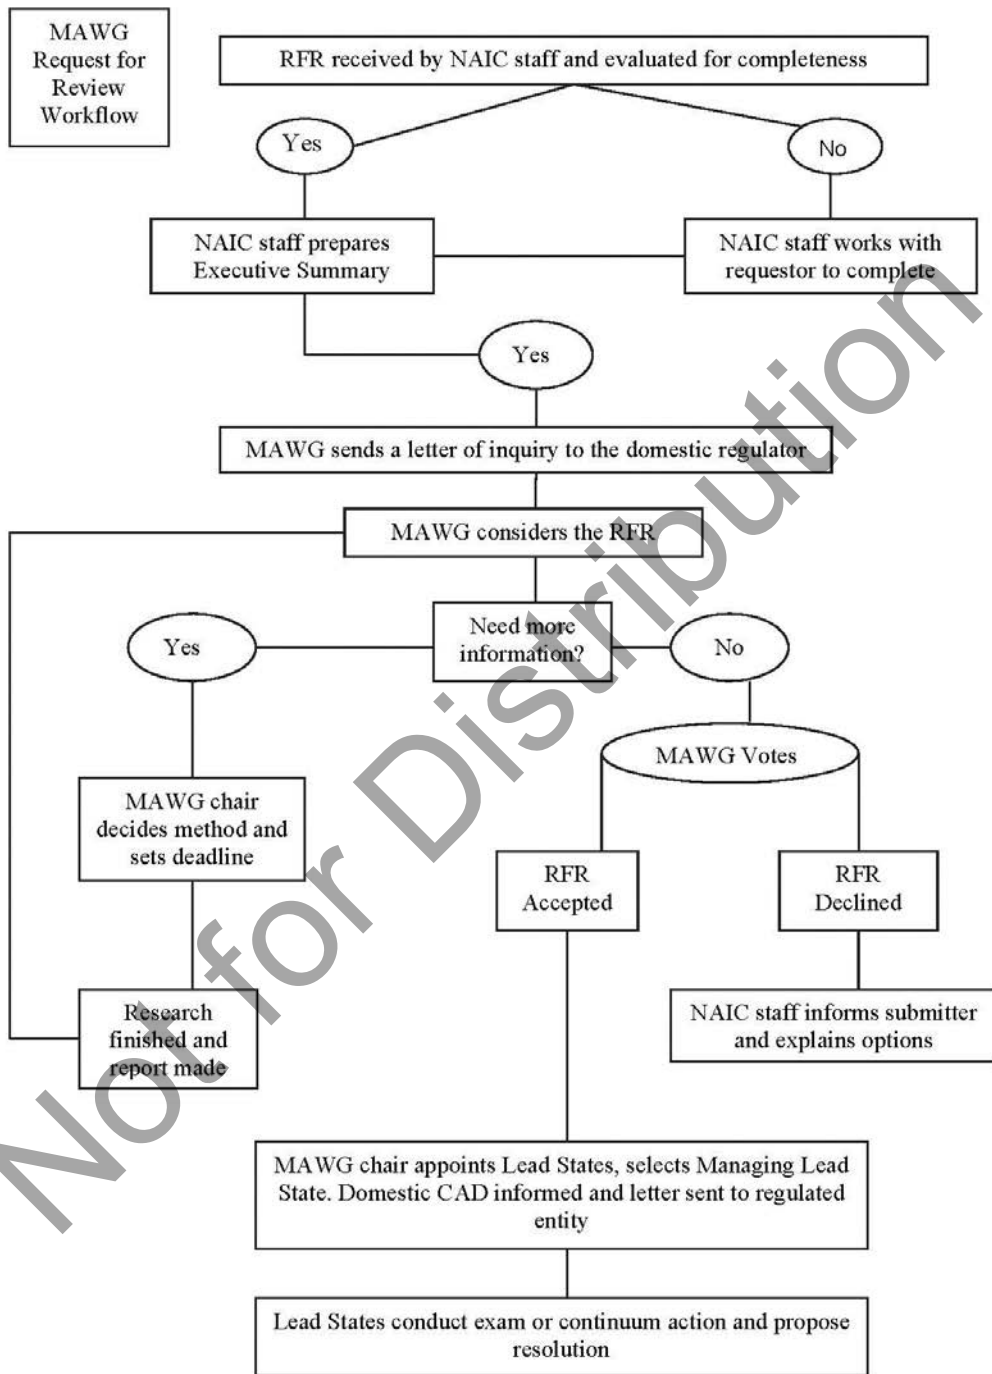 MAWG
Request for
Review
Workflow
RFR received by NAIC staff and evaluated for completeness
Yes
No
NAIC staff prepares
Executive Summary
NAIC staff works with
requestor to complete
Yes
MAWG sends a letter of inquiry to the domestic regulator
MAWG considers the RFR
Need more
information?
Yes
No
MAWG Votes
MAWG chair
decides method and
sets deadline
RFR
Accepted
RFR
Declined
Research
finished and
report made
NAIC staff informs submitter
and explains options
MAWG chair appoints Lead States, selects Managing Lead
State. Domestic CAD informed and letter sent to regulated
entity
Lead States conduct exam or continuum action and propose
resolution
Not for Distribution